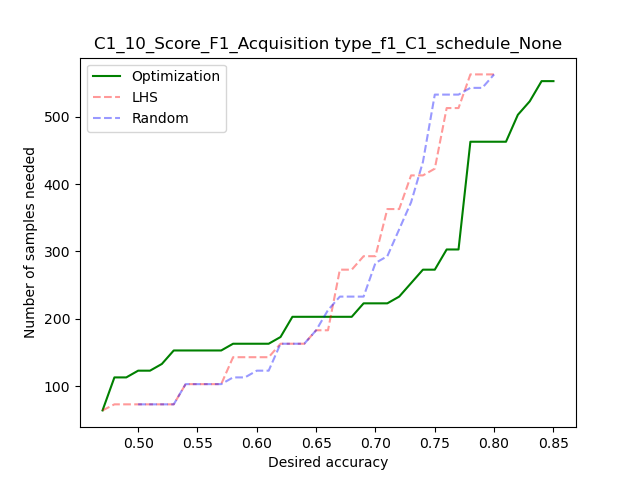 C1_10_Score_F1_Acquisition type_f1_C1_schedule_None
Optimization
LHS
Random
Number of samples needed
500
400
300
200
100
0.50 0.55 0.60 0.65 0.70 0.75 0.80 0.85
Desired accuracy